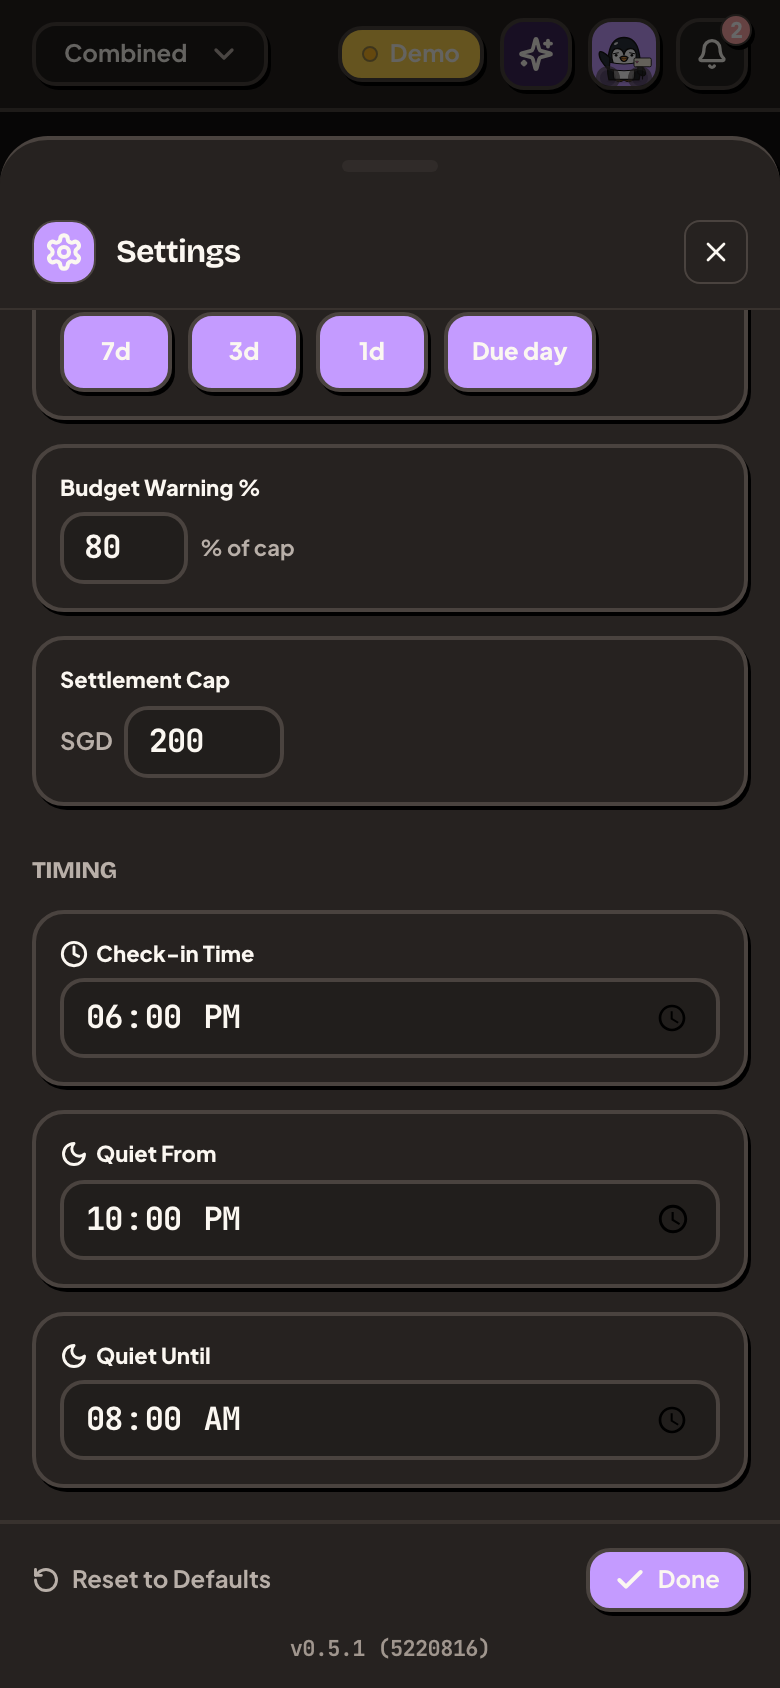 Combined
Demo
2
Settings
7d 3d 1d Due day
Budget Warning %
80 % of cap
Settlement Cap
SGD 200
TIMING
Check-in Time
06:00 PM
Quiet From
10:00 PM
Quiet Until
08:00 AM
Reset to Defaults
Done
v0.5.1 (5220816)